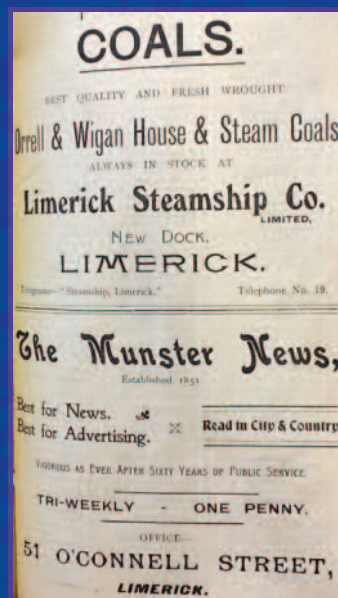 COALS.
BEST QUALITY AND FRESH WROUGHT
Orrell & Wigan House & Steam Coals
ALWAYS IN STOCK AT
Limerick Steamship Co.
LIMITED,
NEW DOCK,
LIMERICK.
Telegrams—"Steamship, Limerick." Telephone No. 19.
The Munster News,
Established 1851
Best for News.
Best for Advertising.
Read in City & Country
VIGOROUS AS EVER AFTER SIXTY YEARS OF PUBLIC SERVICE.
TRI-WEEKLY - ONE PENNY.
OFFICE—
51 O'CONNELL STREET,
LIMERICK.